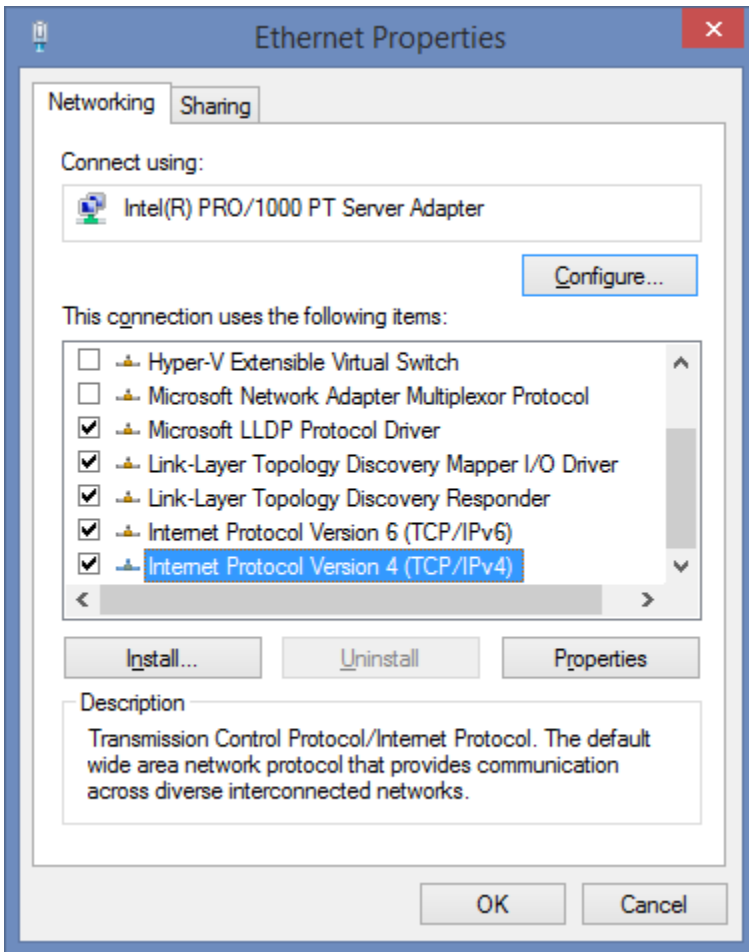 Ethernet Properties
Networking
Sharing
Connect using:
Intel(R) PRO/1000 PT Server Adapter
Configure...
This connection uses the following items:
Hyper-V Extensible Virtual Switch
Microsoft Network Adapter Multiplexor Protocol
Microsoft LLDP Protocol Driver
Link-Layer Topology Discovery Mapper I/O Driver
Link-Layer Topology Discovery Responder
Internet Protocol Version 6 (TCP/IPv6)
Internet Protocol Version 4 (TCP/IPv4)
Install...
Uninstall
Properties
Description
Transmission Control Protocol/Internet Protocol. The default
wide area network protocol that provides communication
across diverse interconnected networks.
OK
Cancel